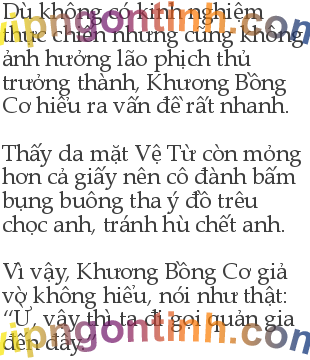 Dù không có kinh nghiệm
thực chiến nhưng cũng không
ảnh hưởng lão phịch thủ
trưởng thành, Khương Bồng
Cơ hiểu ra vấn đề rất nhanh.
Thấy da mặt Vệ Từ còn mỏng
hơn cả giấy nên cô đành bấm
bụng buông tha ý đồ trêu
chọc anh, tránh hù chết anh.
Vì vậy, Khương Bồng Cơ giả
vờ không hiểu, nói như thật:
“Ừ, vậy thì ta đi gọi quản gia
đến đây.”
vipngontinh.com
vipngontinh.com